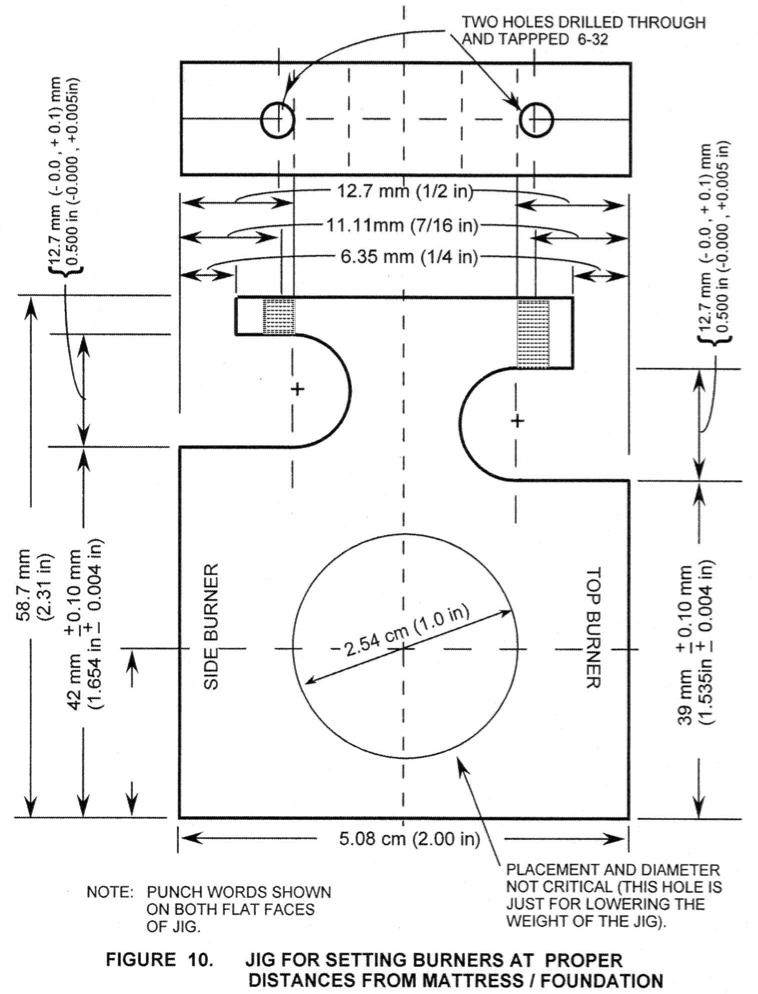 TWO HOLES DRILLED THROUGH
AND TAPPPED 6-32
12.7 mm (- 0.0 , + 0.1) mm
0.500 in (-0.000 , +0.005in)
12.7 mm (- 0.0 , + 0.1) mm
0.500 in (-0.000 , +0.005 in)
12.7 mm (1/2 in)
11.11mm (7/16 in)
6.35 mm (1/4 in)
58.7 mm
(2.31 in)
42 mm ±0.10 mm
(1.654 in ± 0.004 in)
SIDE BURNER
2.54 cm (1.0 in)
TOP BURNER
39 mm ±0.10 mm
(1.535in ± 0.004 in)
5.08 cm (2.00 in)
NOTE: PUNCH WORDS SHOWN
ON BOTH FLAT FACES
OF JIG.
PLACEMENT AND DIAMETER
NOT CRITICAL (THIS HOLE IS
JUST FOR LOWERING THE
WEIGHT OF THE JIG).
FIGURE 10. JIG FOR SETTING BURNERS AT PROPER
DISTANCES FROM MATTRESS / FOUNDATION